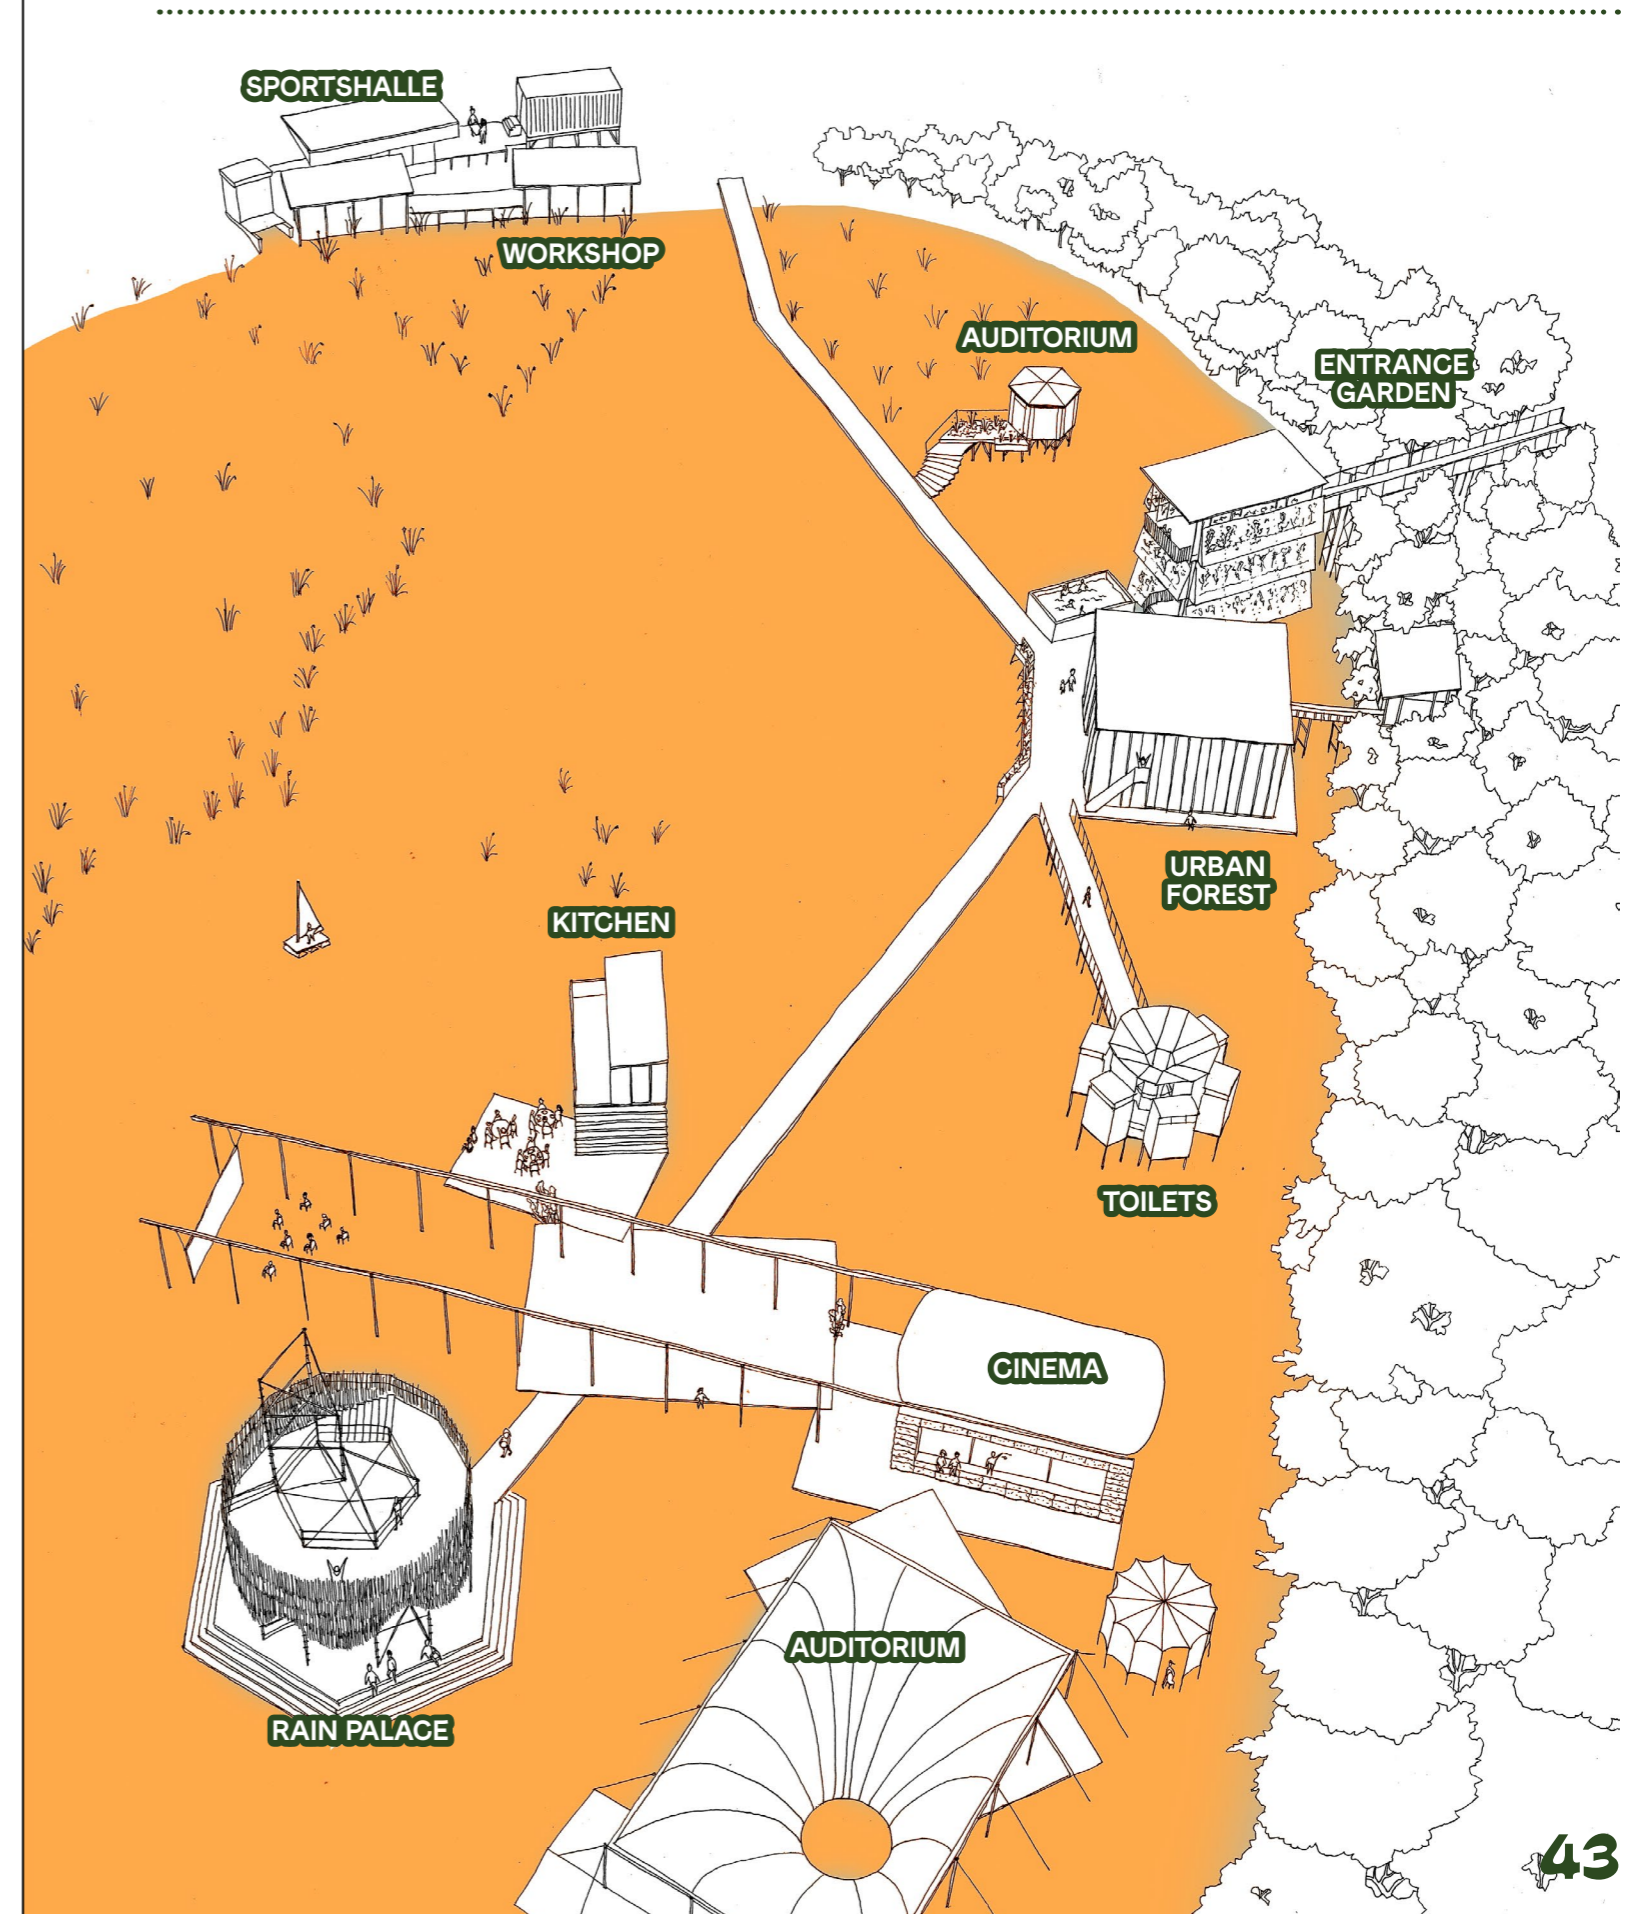 SPORTSHALLE
WORKSHOP
AUDITORIUM
ENTRANCE
GARDEN
URBAN
FOREST
KITCHEN
TOILETS
CINEMA
AUDITORIUM
RAIN PALACE
43